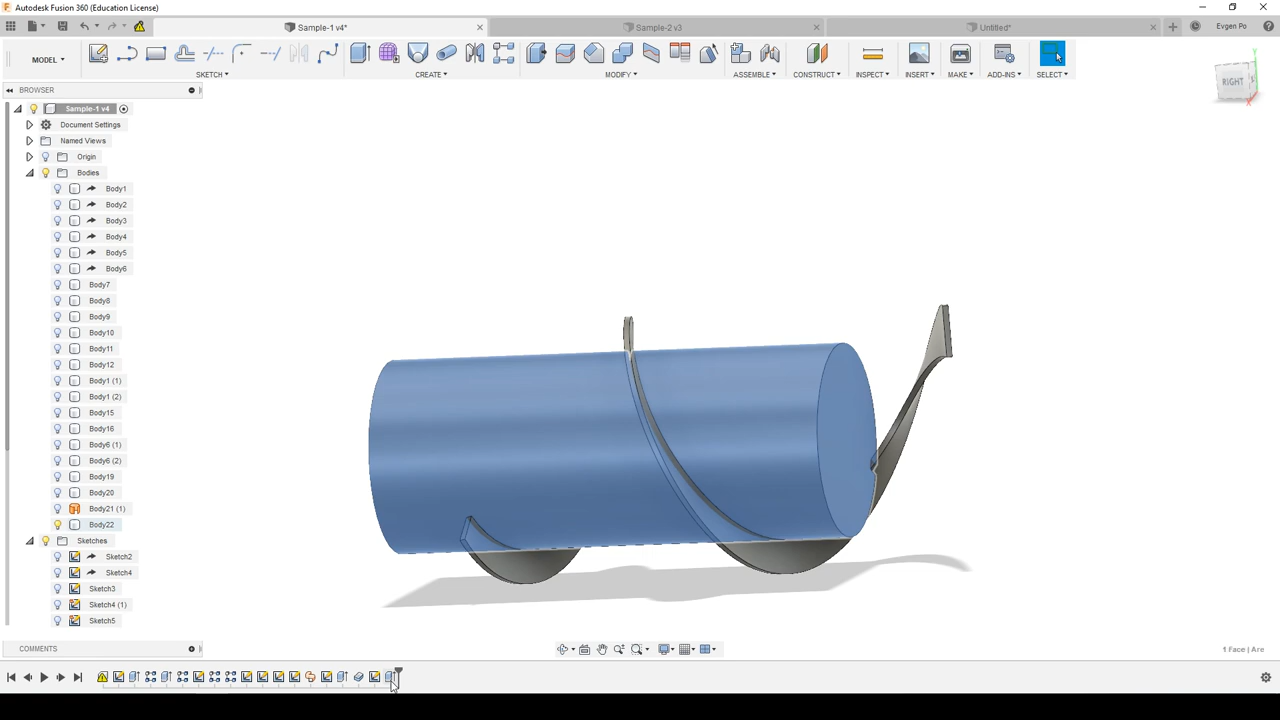 Autodesk Fusion 360 (Education License)
Sample-1 v4*
Sample-2 v3
Untitled*
Evgen Po
MODEL
SKETCH
CREATE
MODIFY
ASSEMBLE
CONSTRUCT
INSPECT
INSERT
MAKE
ADD-INS
SELECT
BROWSER
RIGHT
Sample-1 v4
Document Settings
Named Views
Origin
Bodies
Body1
Body2
Body3
Body4
Body5
Body6
Body7
Body8
Body9
Body10
Body11
Body12
Body1 (1)
Body1 (2)
Body15
Body16
Body6 (1)
Body6 (2)
Body19
Body20
Body21 (1)
Body22
Sketches
Sketch2
Sketch4
Sketch3
Sketch4 (1)
Sketch5
COMMENTS
1 Face | Are